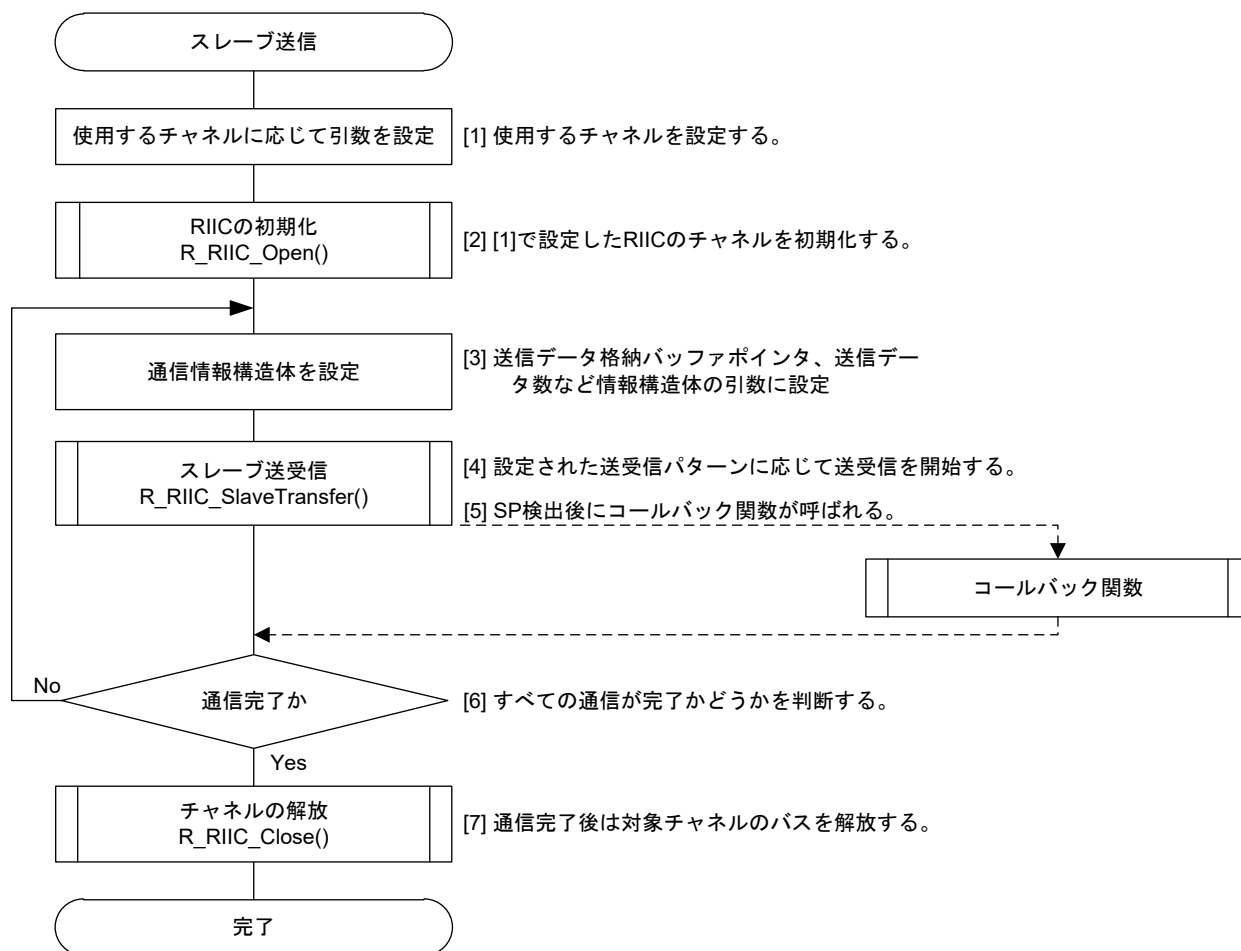 スレーブ送信
使用するチャネルに応じて引数を設定
[1] 使用するチャネルを設定する。
RIICの初期化
R_RIIC_Open()
[2] [1]で設定したRIICのチャネルを初期化する。
通信情報構造体を設定
[3] 送信データ格納バッファポインタ、送信デー
タ数など情報構造体の引数に設定
スレーブ送受信
R_RIIC_SlaveTransfer()
[4] 設定された送受信パターンに応じて送受信を開始する。
[5] SP検出後にコールバック関数が呼ばれる。
コールバック関数
No
通信完了か
[6] すべての通信が完了かどうかを判断する。
Yes
チャネルの解放
R_RIIC_Close()
[7] 通信完了後は対象チャネルのバスを解放する。
完了